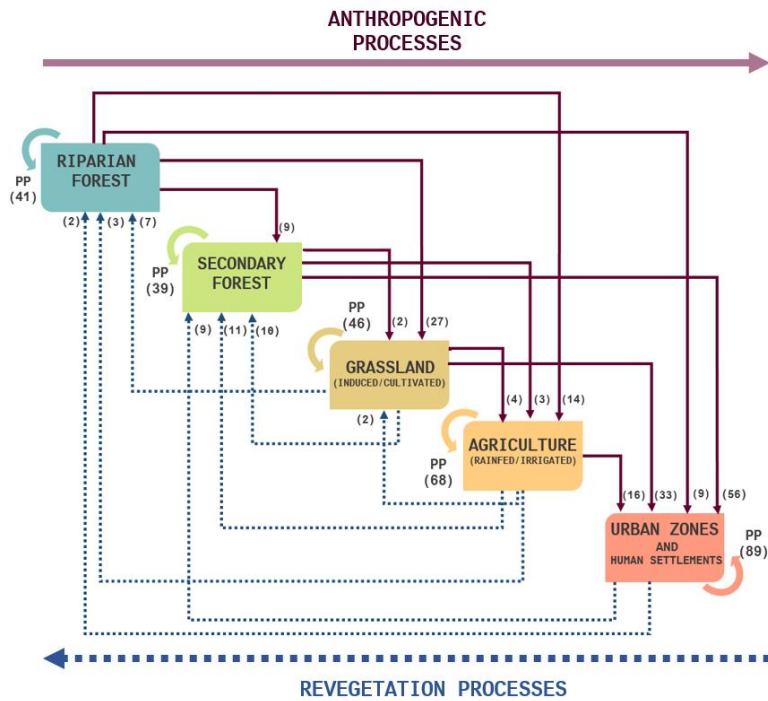 ANTHROPOGENIC
PROCESSES
RIPARIAN
FOREST
PP
(41)
(2) (3) (7)
(9)
SECONDARY
FOREST
PP
(39)
(9) (11) (10)
PP
(46)
(2) (27)
GRASSLAND
(INDUCED/CULTIVATED)
(2)
(4) (3) (14)
AGRICULTURE
(RAINFED/IRRIGATED)
PP
(68)
(16) (33) (9) (56)
URBAN ZONES
AND
HUMAN SETTLEMENTS
PP
(89)
REVEGETATION PROCESSES